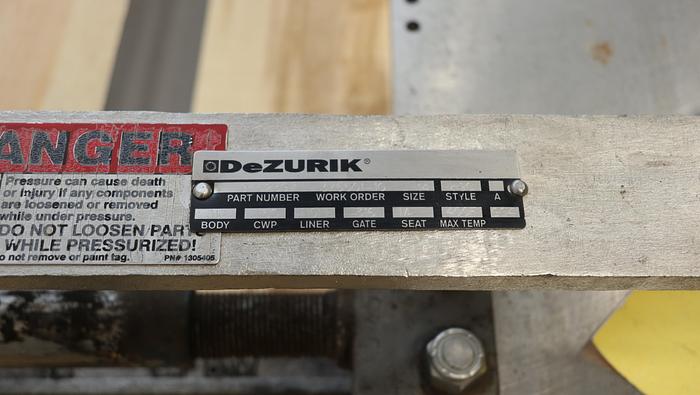 ANGER
Pressure can cause death
or injury if any components
are loosened or removed
while under pressure.
DO NOT LOOSEN PART
WHILE PRESSURIZED!
o not remove or paint tag. PN# 1305405
DeZURIK®
PART NUMBER WORK ORDER SIZE STYLE A
BODY CWP LINER GATE SEAT MAX TEMP